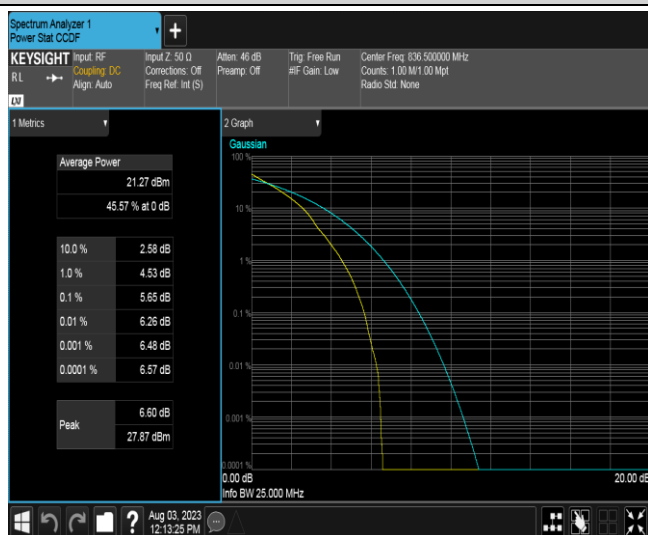 Spectrum Analyzer 1
Power Stat CCDF
+
KEYSIGHT
R L
LXI
Input: RF
Coupling: DC
Align: Auto
Input Z: 50 Ω
Corrections: Off
Freq Ref: Int (S)
Atten: 46 dB
Preamp: Off
Trig: Free Run
#IF Gain: Low
Center Freq: 836.500000 MHz
Counts: 1.00 M/1.00 Mpt
Radio Std: None
1 Metrics
Average Power
21.27 dBm
45.57 % at 0 dB
10.0 % 2.58 dB
1.0 % 4.53 dB
0.1 % 5.65 dB
0.01 % 6.26 dB
0.001 % 6.48 dB
0.0001 % 6.57 dB
Peak
6.60 dB
27.87 dBm
2 Graph
Gaussian
100 %
10 %
1 %
0.1 %
0.01 %
0.001 %
0.0001 %
0.00 dB 20.00 dB
Info BW 25.000 MHz
?
Aug 03, 2023
12:13:25 PM